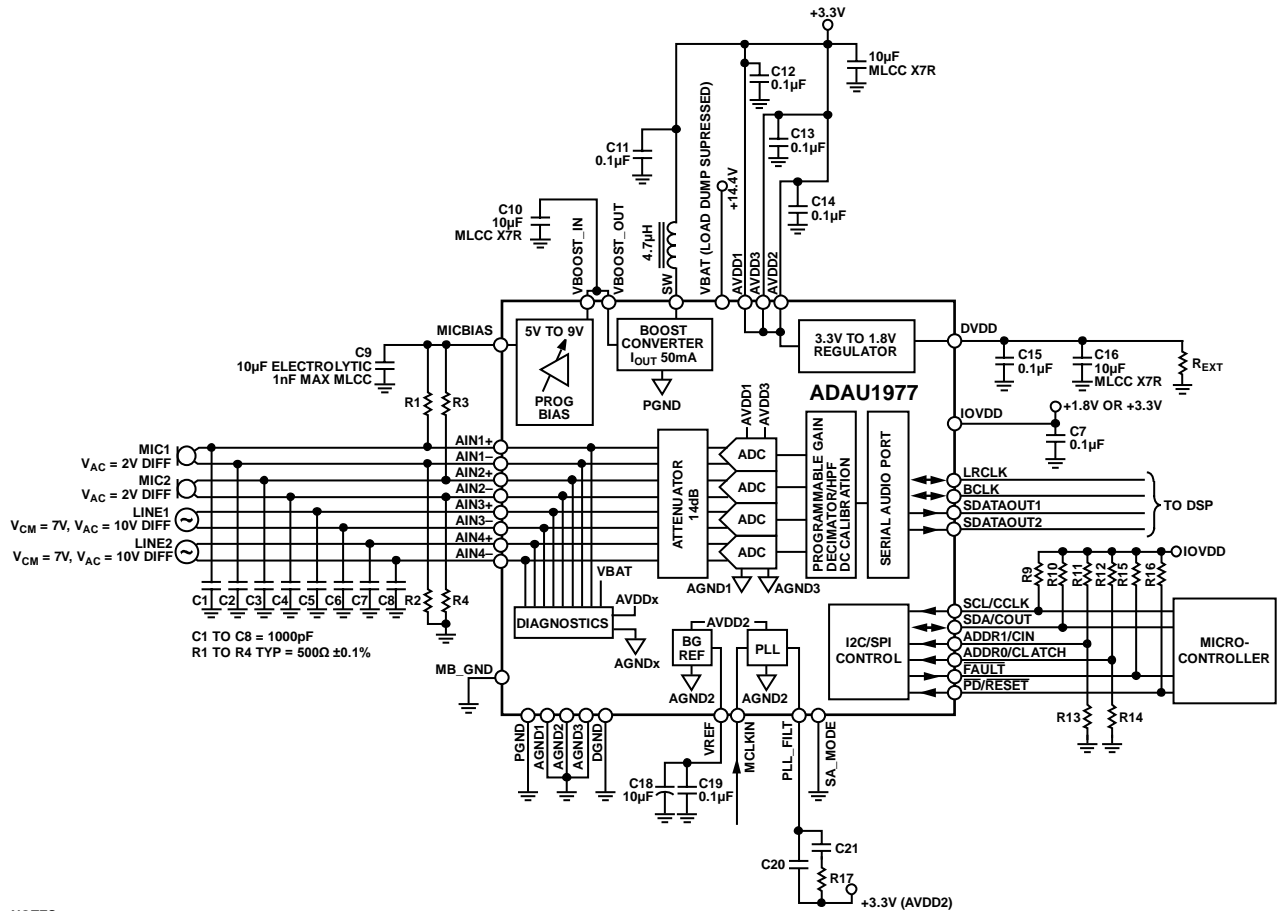 +3.3V
10µF
MLCC X7R
C12
0.1µF
C13
0.1µF
C11
0.1µF
C14
0.1µF
C10
10µF
MLCC X7R
VBOOST_IN
VBOOST_OUT
4.7µH
SW
VBAT (LOAD DUMP SUPRESSED)
+14.4V
AVDD1
AVDD3
AVDD2
MICBIAS
5V TO 9V
PROG
BIAS
BOOST
CONVERTER
IOUT 50mA
PGND
3.3V TO 1.8V
REGULATOR
DVDD
C15
0.1µF
C16
10µF
MLCC X7R
REXT
C9
10µF ELECTROLYTIC
1nF MAX MLCC
R1
R3
ADAU1977
+1.8V OR +3.3V
IOVDD
C7
0.1µF
MIC1
VAC = 2V DIFF
MIC2
VAC = 2V DIFF
LINE1
VCM = 7V, VAC = 10V DIFF
LINE2
VCM = 7V, VAC = 10V DIFF
AIN1+
AIN1–
AIN2+
AIN2–
AIN3+
AIN3–
AIN4+
AIN4–
ATTENUATOR
14dB
AVDD1
AVDD3
ADC
ADC
ADC
ADC
AGND1
AGND3
PROGRAMMABLE GAIN
DECIMATOR/HPF
DC CALIBRATION
SERIAL AUDIO PORT
LRCLK
BCLK
SDATAOUT1
SDATAOUT2
TO DSP
C1
C2
C3
C4
C5
C6
C7
C8
R2
R4
C1 TO C8 = 1000pF
R1 TO R4 TYP = 500Ω ±0.1%
VBAT
AVDDx
DIAGNOSTICS
AGNDx
AVDD2
BG
REF
PLL
AGND2
AGND2
I2C/SPI
CONTROL
IOVDD
R9
R10
R11
R12
R15
R16
SCL/CCLK
SDA/COUT
ADDR1/CIN
ADDR0/CLATCH
FAULT
PD/RESET
MICRO-
CONTROLLER
R13
R14
MB_GND
PGND
AGND1
AGND2
AGND3
DGND
VREF
MCLKIN
PLL_FILT
SA_MODE
C18
10µF
C19
0.1µF
C20
C21
R17
+3.3V (AVDD2)